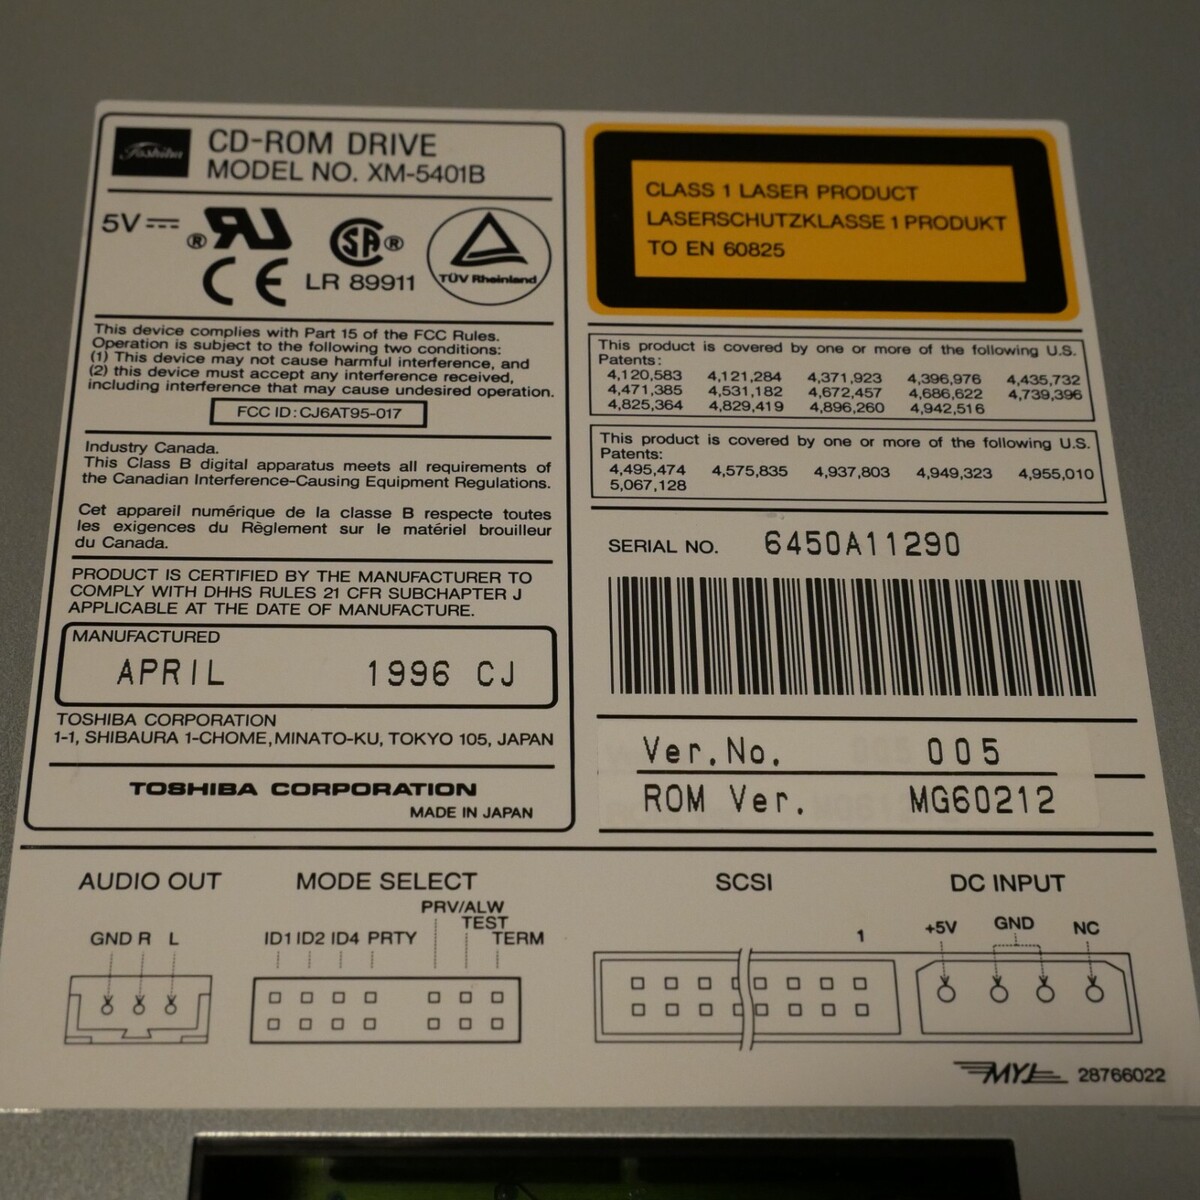 Toshiba
CD-ROM DRIVE
MODEL NO. XM-5401B
5V
® RU
SA ®
CE
LR 89911
TÜV Rheinland
This device complies with Part 15 of the FCC Rules.
Operation is subject to the following two conditions:
(1) This device may not cause harmful interference, and
(2) this device must accept any interference received,
including interference that may cause undesired operation.
FCC ID : CJ6AT95-017
Industry Canada.
This Class B digital apparatus meets all requirements of
the Canadian Interference-Causing Equipment Regulations.
Cet appareil numérique de la classe B respecte toutes
les exigences du Règlement sur le matériel brouilleur
du Canada.
PRODUCT IS CERTIFIED BY THE MANUFACTURER TO
COMPLY WITH DHHS RULES 21 CFR SUBCHAPTER J
APPLICABLE AT THE DATE OF MANUFACTURE.
MANUFACTURED
APRIL 1996 CJ
TOSHIBA CORPORATION
1-1, SHIBAURA 1-CHOME, MINATO-KU, TOKYO 105, JAPAN
TOSHIBA CORPORATION
MADE IN JAPAN
CLASS 1 LASER PRODUCT
LASERSCHUTZKLASSE 1 PRODUKT
TO EN 60825
This product is covered by one or more of the following U.S.
Patents:
4,120,583 4,121,284 4,371,923 4,396,976 4,435,732
4,471,385 4,531,182 4,672,457 4,686,622 4,739,396
4,825,364 4,829,419 4,896,260 4,942,516
This product is covered by one or more of the following U.S.
Patents:
4,495,474 4,575,835 4,937,803 4,949,323 4,955,010
5,067,128
SERIAL NO. 6450A11290
Ver.No. 005
ROM Ver. MG60212
AUDIO OUT
GND R L
MODE SELECT
PRV/ALW
TEST
ID1 ID2 ID4 PRTY TERM
SCSI
1
DC INPUT
+5V GND NC
MYJ 28766022